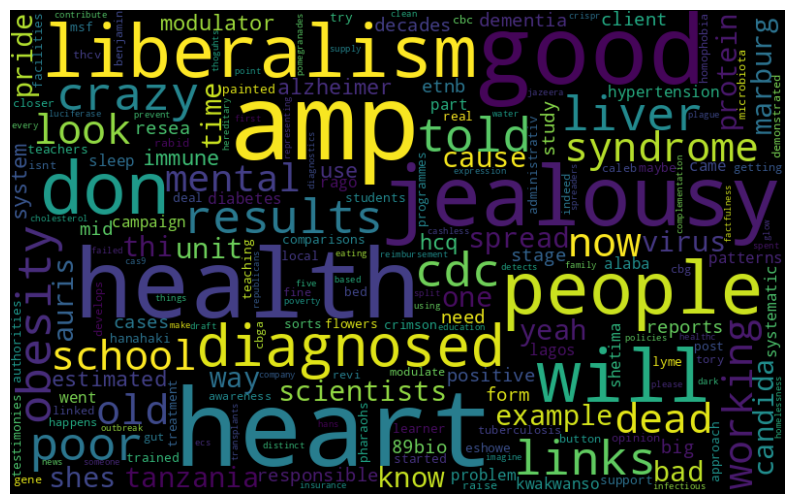 contribute clean crispr
msf try cbc
modulator decades dementia client
pride facilities benjamin thcv
liberalism good
supply pomegranades thoughts
homophobia protein microbiota
jazeera demonstrated
closer crazy time painted alzheimer etnb hypertension marburg
luciferase prevent point
every rabid hereditary first representing real water plague
look resea amp part told liver study
teachers cause syndrome
isnt sleep immune use diagnostics programmes administrativ indeed came getting
caleb maybe
system don mental deal rago expression spreaders factfulness
diabetes students jealousy complementation glow
cholesterol mid campaign results cashless now virus spent
failed comparisons hcq spread patterns
obesity thi unit teaching local reimbursement stage alaba
cas9 eating detects cbg
auris develops health republicans five based cdc one family
things fine bed split using need people
poverty
cases make draft sorts flowers crimson education yeah reports systematic
hanahaki cbga policies healthc
school diagnosed lagos post tory lyme
testimonies authorities estimated way company revi modulate positive form will shetima please dark working candida homelessness
linked went awareness scientists
happens old treatment ecs pharaohs learner example dead
poor outbreak gut heart distinct tuberculosis button opinion big approach
news trained someone transplants 89bio eshowe links
gene shes tanzania hkns responsible started imagine problem support bad
insurance know raise kwakwanso infectious